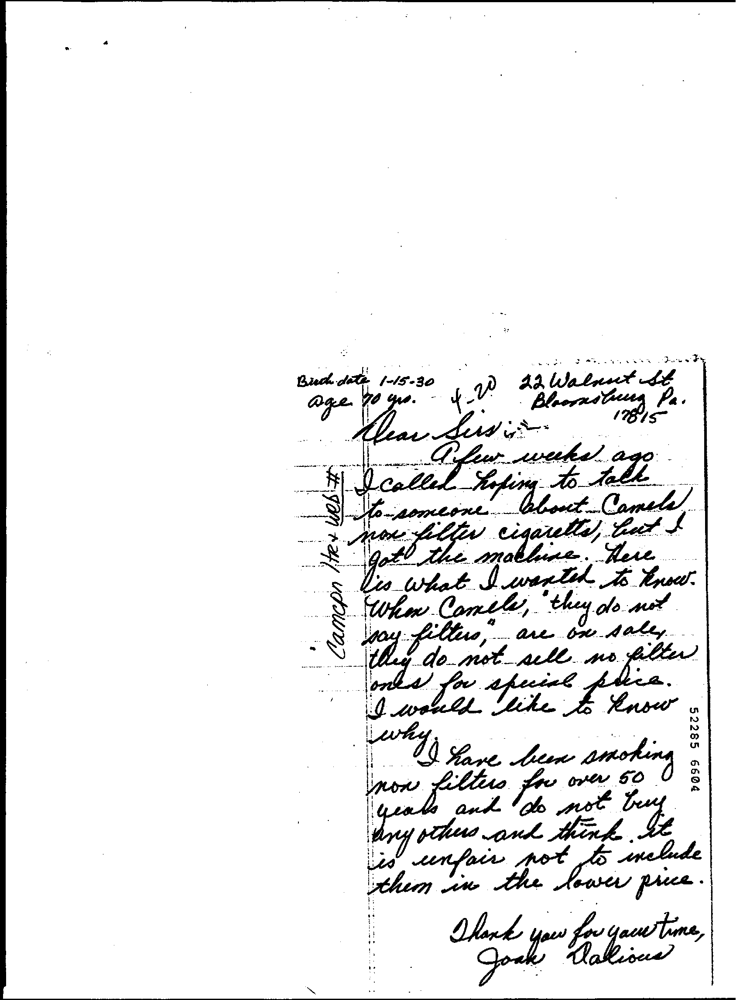 Birth date 1-15-30
age 70 yrs.
4-20
22 Walnut St
Bloomsburg Pa.
17815
Dear Sirs:
A few weeks ago
I called hoping to talk
to someone about Camels
non filter cigaretts, but I
got the machine. Here
is what I wanted to know.
When Camels, "they do not
say filters," are on sale,
they do not sell no filter
ones for special price.
I would like to know
why.
I have been smoking
non filters for over 50
years and do not buy
any others and think it
is unfair not to include
them in the lower price.
Thank you for your time,
Joan Dalious
Camcpn ltr + web #
52285 6604